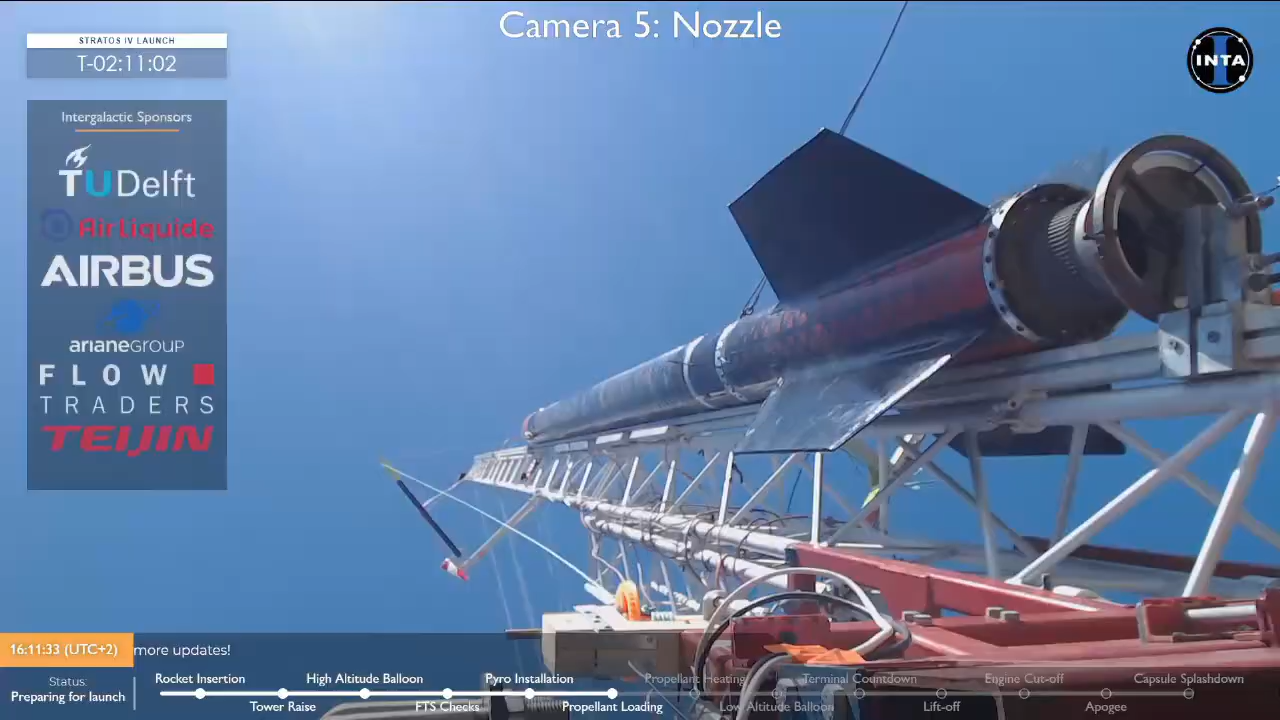 Camera 5: Nozzle
STRATOS IV LAUNCH
T-02:11:02
INTA
Intergalactic Sponsors
TU Delft
AirLiquide
AIRBUS
arianeGROUP
FLOW
TRADERS
TEIJIN
16:11:33 (UTC+2)
more updates!
Status:
Preparing for launch
Rocket Insertion
Tower Raise
High Altitude Balloon
FTS Checks
Pyro Installation
Propellant Loading
Propellant Heating
Low Altitude Balloon
Terminal Countdown
Lift-off
Engine Cut-off
Apogee
Capsule Splashdown